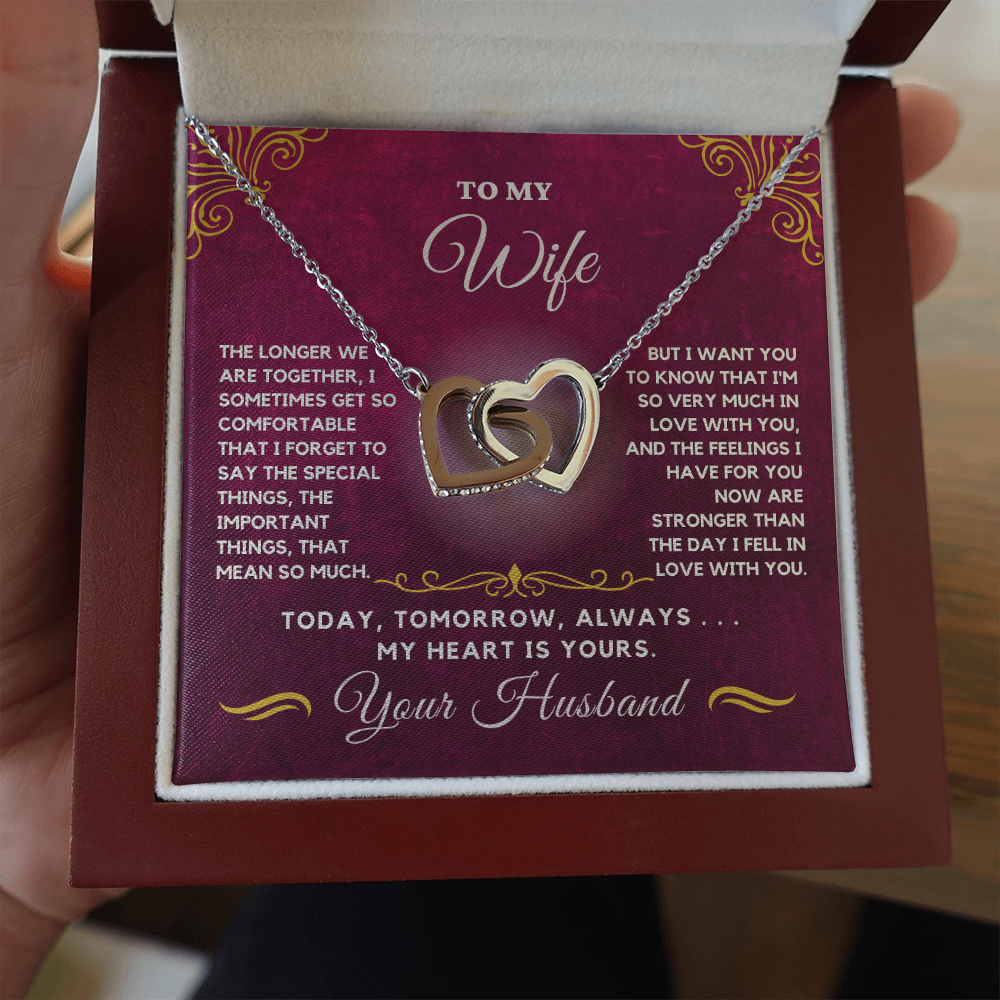 TO MY
Wife
THE LONGER WE
ARE TOGETHER, I
SOMETIMES GET SO
COMFORTABLE
THAT I FORGET TO
SAY THE SPECIAL
THINGS, THE
IMPORTANT
THINGS, THAT
MEAN SO MUCH.
BUT I WANT YOU
TO KNOW THAT I'M
SO VERY MUCH IN
LOVE WITH YOU,
AND THE FEELINGS I
HAVE FOR YOU
NOW ARE
STRONGER THAN
THE DAY I FELL IN
LOVE WITH YOU.
TODAY, TOMORROW, ALWAYS . . .
MY HEART IS YOURS.
Your Husband